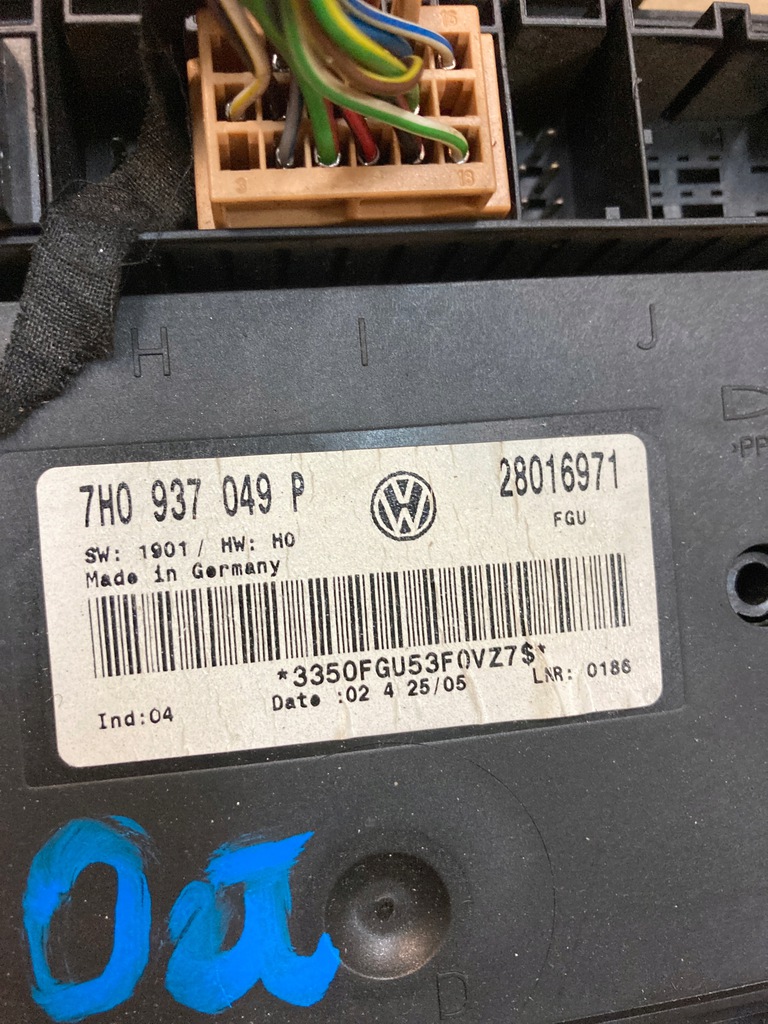 16
3
18
H I J
›PP
7H0 937 049 P
28016971
FGU
SW: 1901/ HW: H0
Made in Germany
*3350FGU53F0VZ7$*
Date :02 4 25/05
LNR: 0186
Ind:04
D